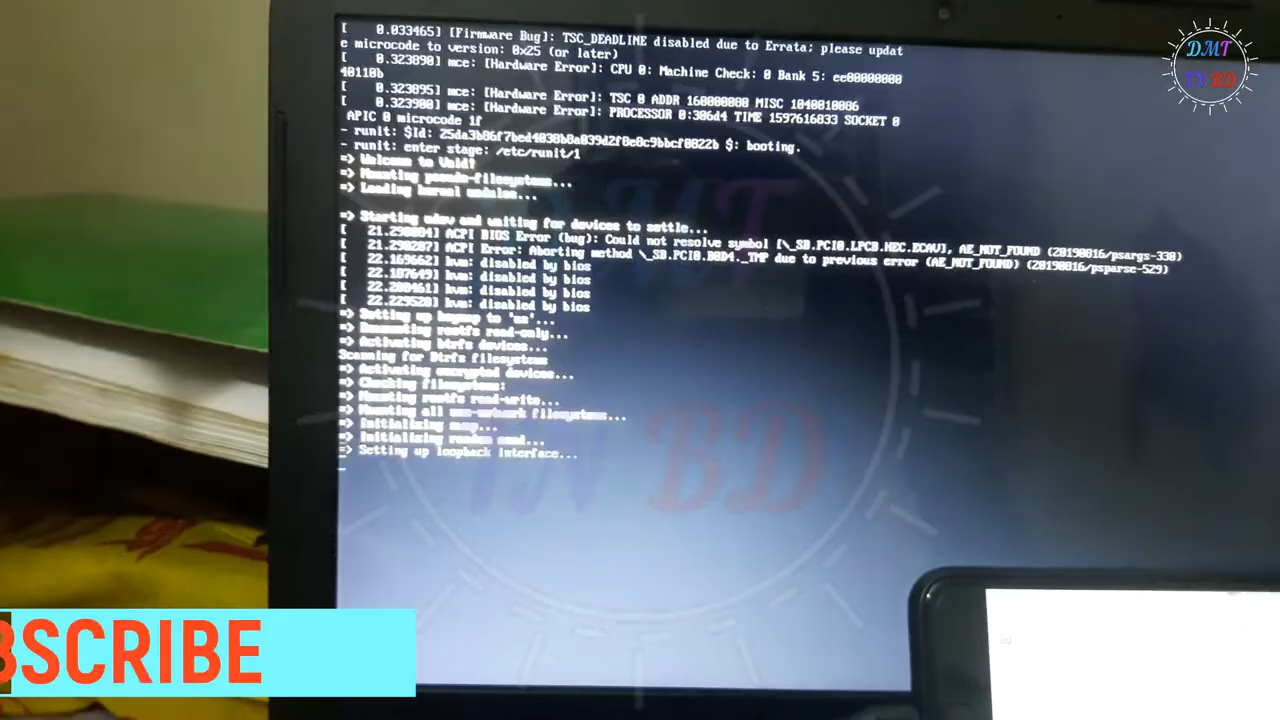 [    0.033465] [Firmware Bug]: TSC_DEADLINE disabled due to Errata; please updat
e microcode to version: 0x25 (or later)
[    0.323890] mce: [Hardware Error]: CPU 0: Machine Check: 0 Bank 5: ee00000000
40110b
[    0.323895] mce: [Hardware Error]: TSC 0 ADDR 160000000 MISC 1040010086
[    0.323900] mce: [Hardware Error]: PROCESSOR 0:306d4 TIME 1597616033 SOCKET 0
 APIC 0 microcode 1f
- runit: $Id: 25da3b86f7bed4038b8a039d2f8e8c9bbcf0822b $: booting.
- runit: enter stage: /etc/runit/1
=> Welcome to Void!
=> Mounting pseudo-filesystems...
=> Loading kernel modules...
=> Starting udev and waiting for devices to settle...
[   21.290084] ACPI BIOS Error (bug): Could not resolve symbol [\_SB.PCI0.LPCB.HEC.ECAV], AE_NOT_FOUND (20190816/psargs-330)
[   21.290207] ACPI Error: Aborting method \_SB.PCI0.B0D4._TMP due to previous error (AE_NOT_FOUND) (20190816/psparse-529)
[   22.169662] kvm: disabled by bios
[   22.187649] kvm: disabled by bios
[   22.208461] kvm: disabled by bios
[   22.229520] kvm: disabled by bios
=> Setting up keymap to 'us'...
=> Remounting rootfs read-only...
=> Activating btrfs devices...
Scanning for Btrfs filesystems
=> Activating encrypted devices...
=> Checking filesystems:
=> Mounting rootfs read-write...
=> Mounting all non-network filesystems...
=> Initializing swap...
=> Initializing random seed...
=> Setting up loopback interface...
DMT
TN BD
DMT
TN BD
BSCRIBE